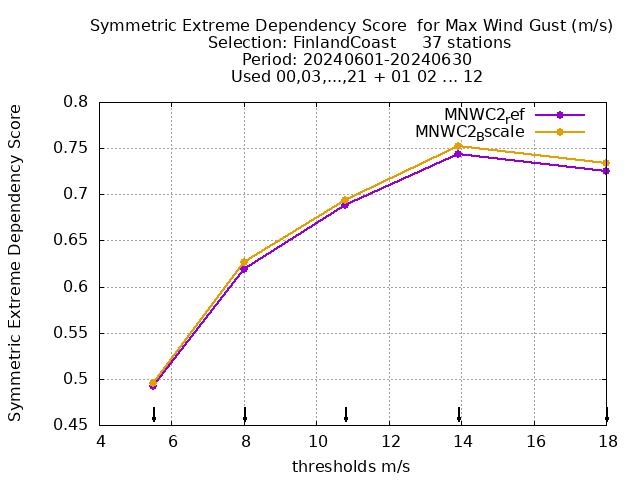 Symmetric Extreme Dependency Score  for Max Wind Gust (m/s)
Selection: FinlandCoast     37 stations
Period: 20240601-20240630
Used 00,03,...,21 + 01 02 ... 12
Symmetric Extreme Dependency Score
MNWC2_ref
MNWC2_Bscale
0.8
0.75
0.7
0.65
0.6
0.55
0.5
0.45
4 6 8 10 12 14 16 18
thresholds m/s